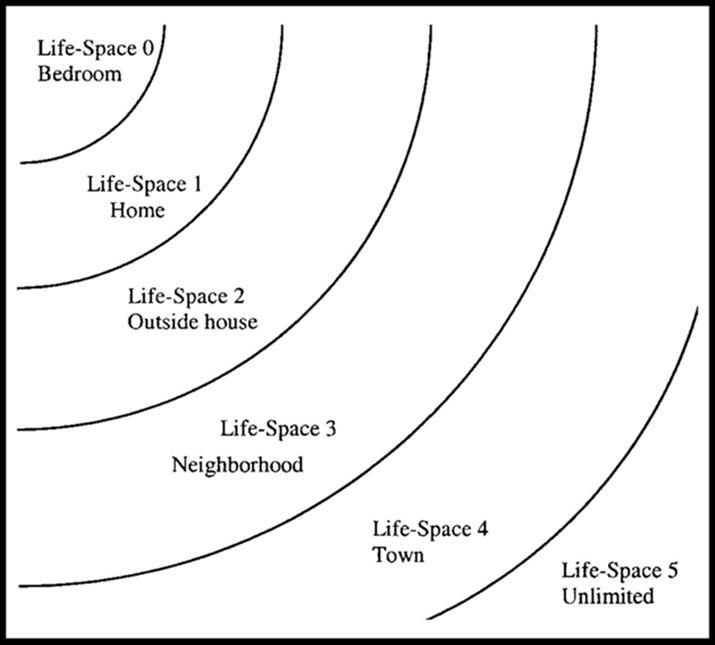 Life-Space 0
Bedroom
Life-Space 1
Home
Life-Space 2
Outside house
Life-Space 3
Neighborhood
Life-Space 4
Town
Life-Space 5
Unlimited